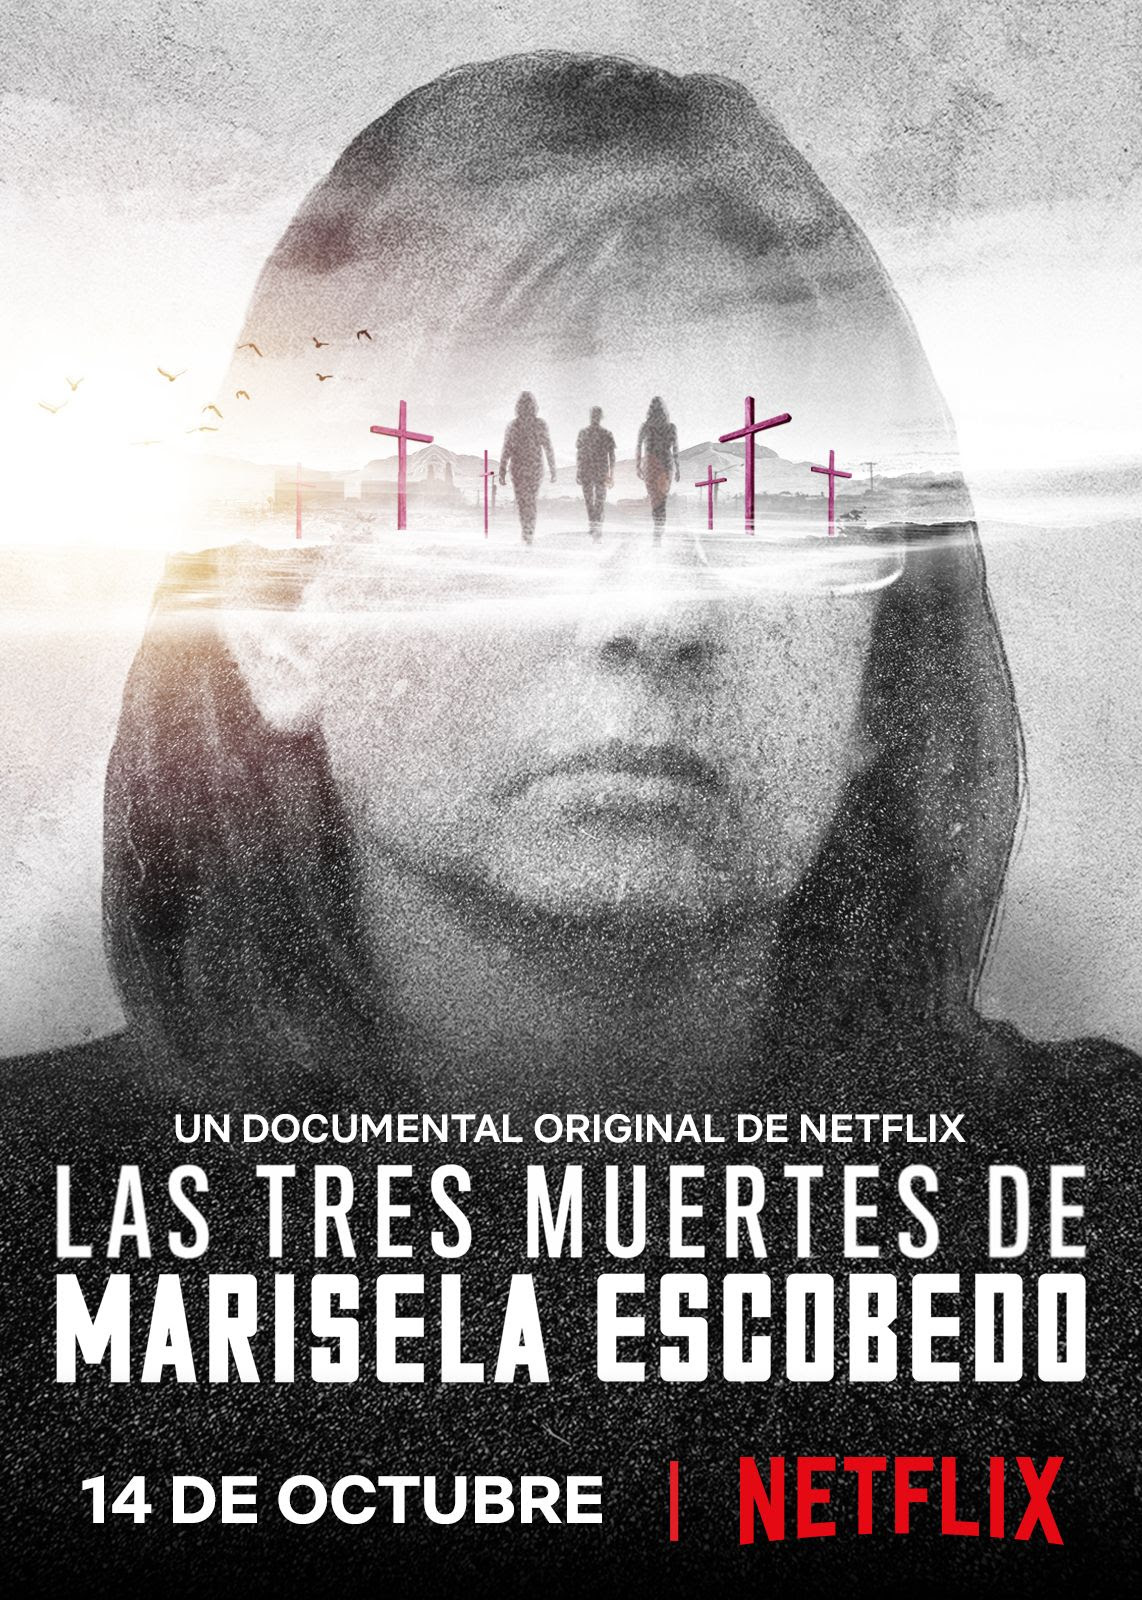 UN DOCUMENTAL ORIGINAL DE NETFLIX
LAS TRES MUERTES DE
MARISELA ESCOBEDO
14 DE OCTUBRE | NETFLIX